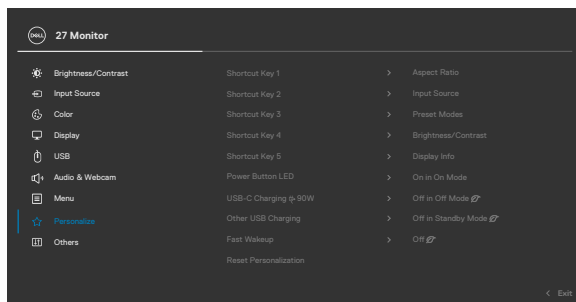 DELL 27 Monitor
Brightness/Contrast Shortcut Key 1 > Aspect Ratio
Input Source Shortcut Key 2 > Input Source
Color Shortcut Key 3 > Preset Modes
Display Shortcut Key 4 > Brightness/Contrast
USB Shortcut Key 5 > Display Info
Audio & Webcam Power Button LED > On in On Mode
Menu USB-C Charging 90W > Off in Off Mode
Personalize Other USB Charging > Off in Standby Mode
Others Fast Wakeup > Off
Reset Personalization
< Exit